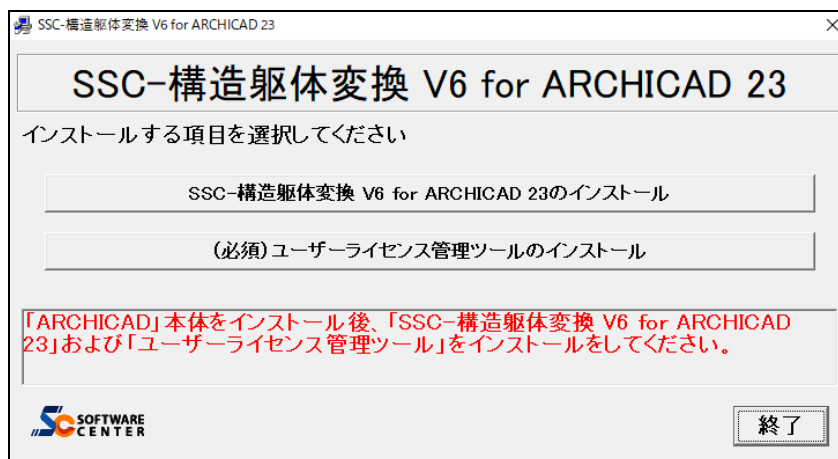 SSC-構造躯体変換 V6 for ARCHICAD 23
SSC-構造躯体変換 V6 for ARCHICAD 23
インストールする項目を選択してください
SSC-構造躯体変換 V6 for ARCHICAD 23のインストール
(必須)ユーザーライセンス管理ツールのインストール
「ARCHICAD」本体をインストール後、「SSC-構造躯体変換 V6 for ARCHICAD
23」および「ユーザーライセンス管理ツール」をインストールをしてください。
SOFTWARE
CENTER
終了